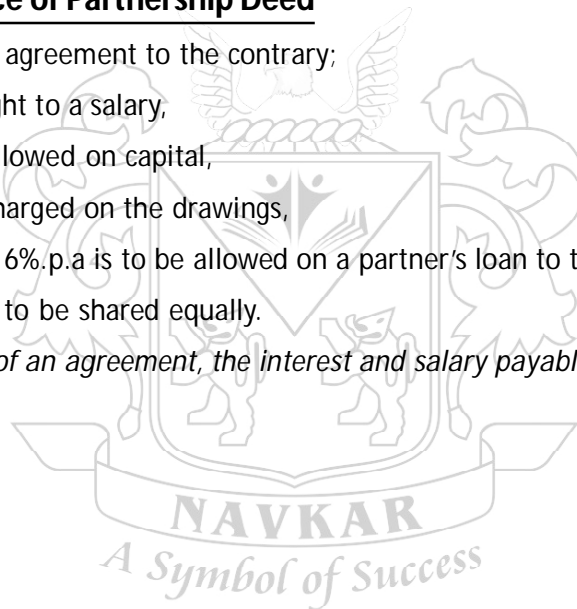 ce of Partnership Deed
agreement to the contrary;
ght to a salary,
llowed on capital,
harged on the drawings,
6%.p.a is to be allowed on a partner's loan to t
to be shared equally.
of an agreement, the interest and salary payabl
NAVKAR
A Symbol of Success